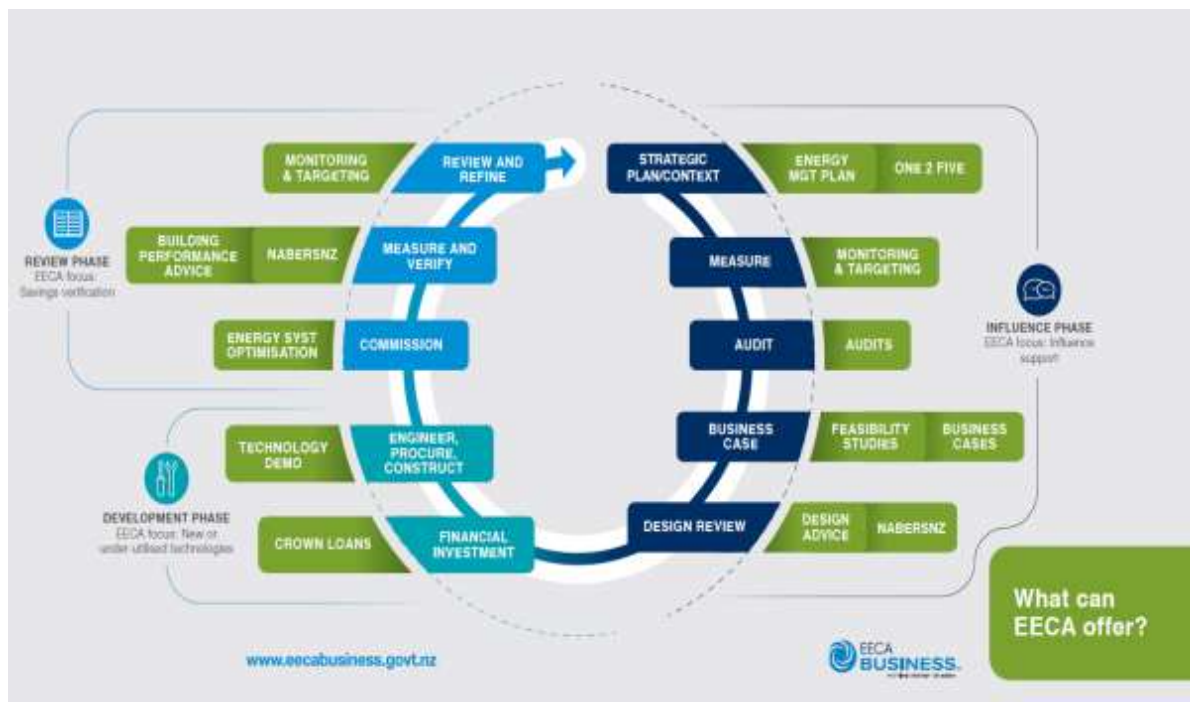 MONITORING
& TARGETING
REVIEW AND
REFINE
STRATEGIC
PLAN/CONTEXT
ENERGY
MGT PLAN
ONE 2 FIVE
REVIEW PHASE
EECA focus:
Savings verification
BUILDING
PERFORMANCE
ADVICE
NABERSNZ
MEASURE AND
VERIFY
MEASURE
MONITORING
& TARGETING
ENERGY SYST
OPTIMISATION
COMMISSION
AUDIT
AUDITS
INFLUENCE PHASE
EECA focus: Influence
support
TECHNOLOGY
DEMO
ENGINEER,
PROCURE,
CONSTRUCT
BUSINESS
CASE
FEASIBILITY
STUDIES
BUSINESS
CASES
DEVELOPMENT PHASE
EECA focus: New or
under utilised technologies
CROWN LOANS
FINANCIAL
INVESTMENT
DESIGN REVIEW
DESIGN
ADVICE
NABERSNZ
What can
EECA offer?
www.eecabusiness.govt.nz
EECA
BUSINESS